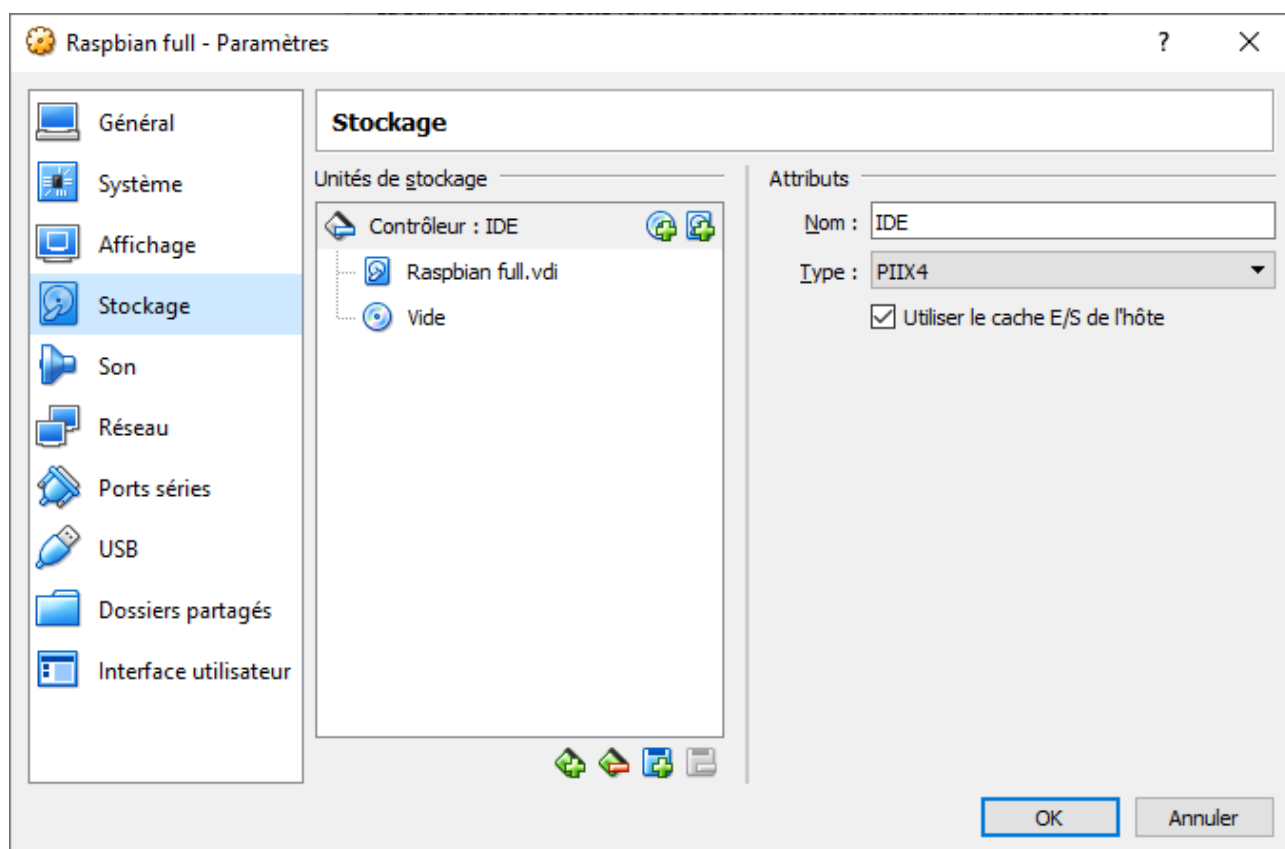 Raspbian full - Paramètres
?
Général
Système
Affichage
Stockage
Son
Réseau
Ports séries
USB
Dossiers partagés
Interface utilisateur
Stockage
Unités de stockage
Contrôleur : IDE
Raspbian full.vdi
Vide
Attributs
Nom : IDE
Type : PIIX4
Utiliser le cache E/S de l'hôte
OK
Annuler